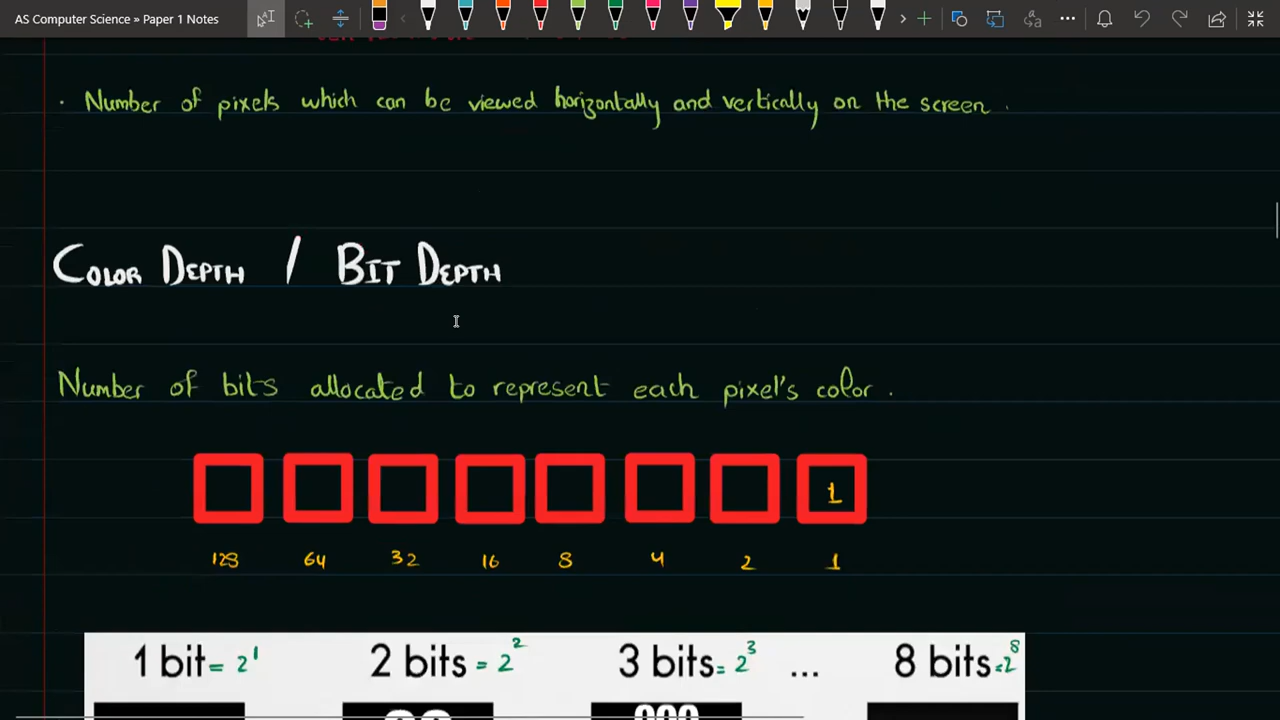 AS Computer Science » Paper 1 Notes
· Number of pixels which can be viewed horizontally and vertically on the screen.
COLOR DEPTH / BIT DEPTH
Number of bits allocated to represent each pixel's color.
1
128 64 32 16 8 4 2 1
1 bit = 2¹ 2 bits = 2² 3 bits = 2³ ... 8 bits = 2⁸
000